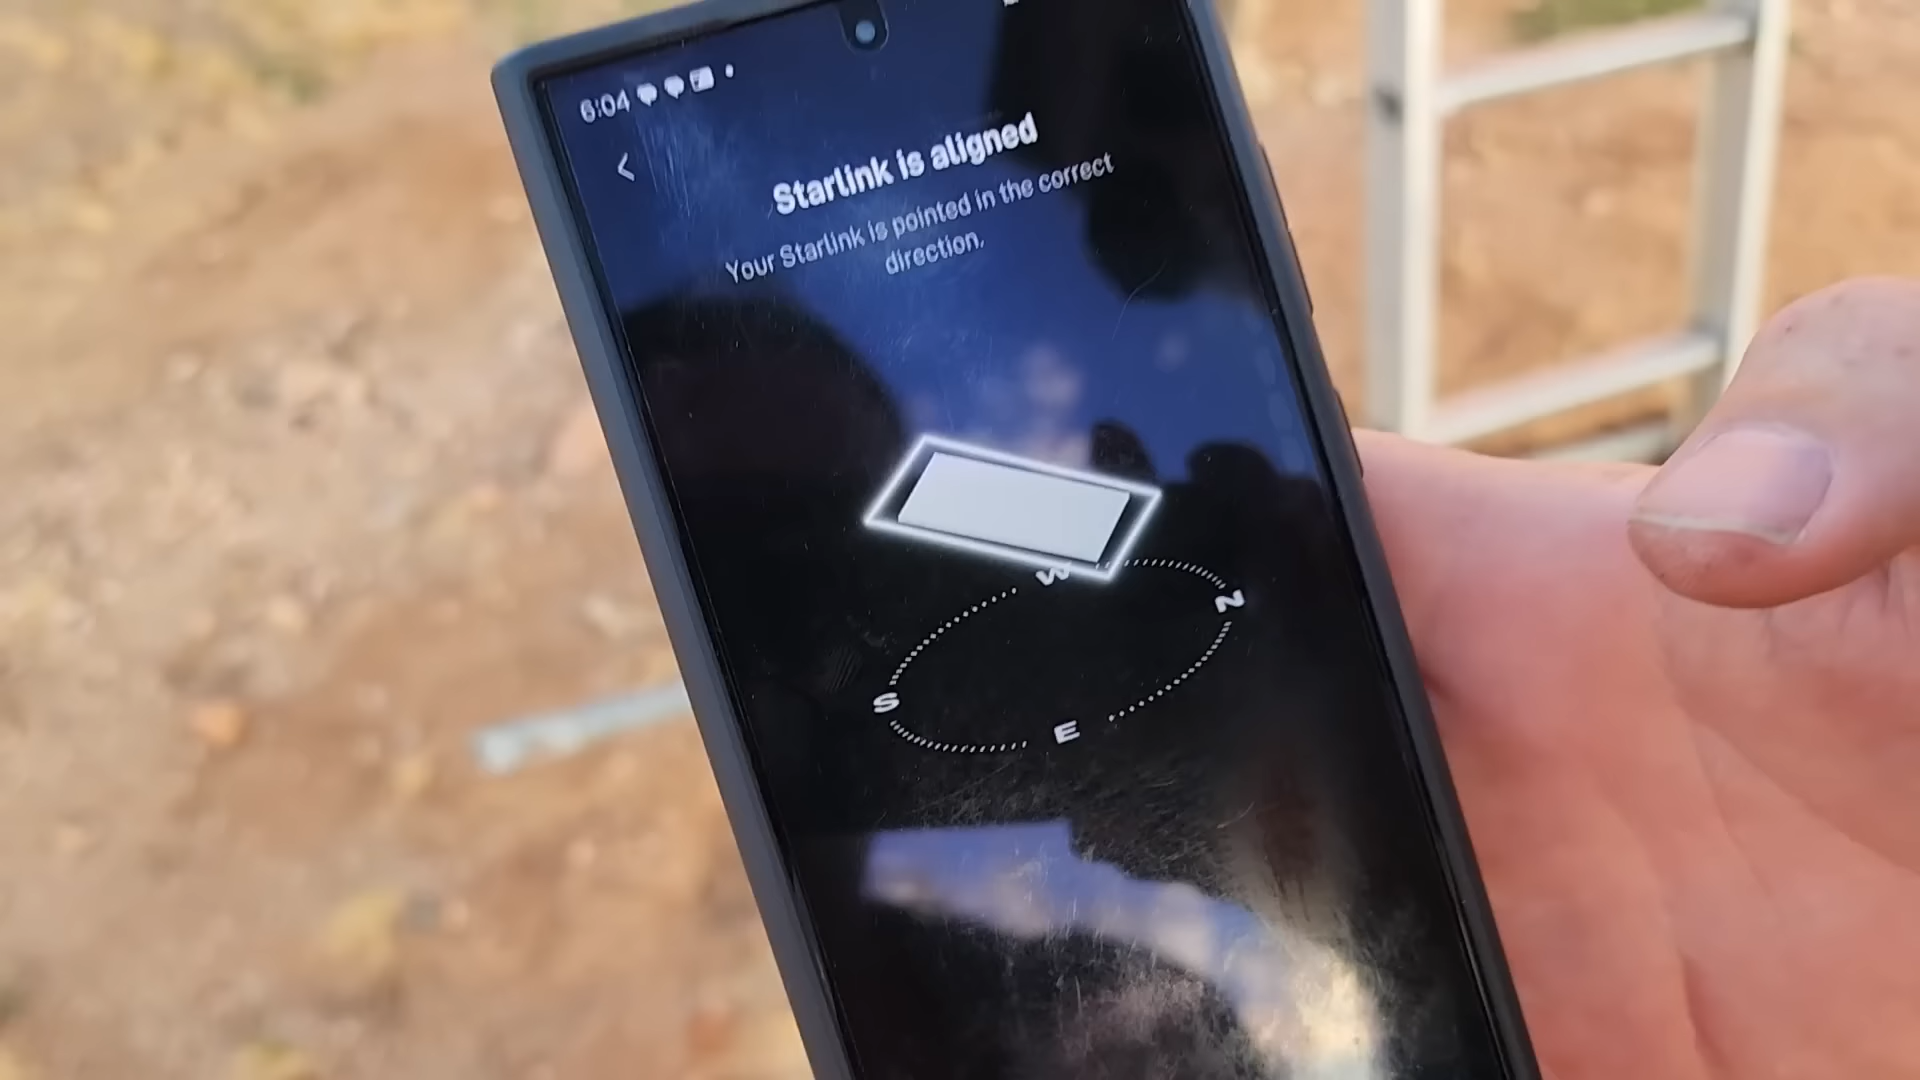 6:04
Starlink is aligned
Your Starlink is pointed in the correct
direction.
W
N
S
E